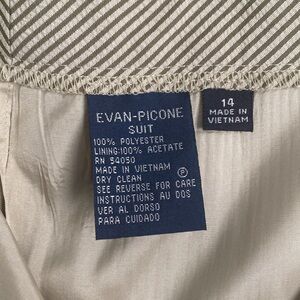 EVAN-PICONE
SUIT
100% POLYESTER
LINING:100% ACETATE
RN 54050
MADE IN VIETNAM
DRY CLEAN P
SEE REVERSE FOR CARE
INSTRUCTIONS AU DOS
VER AL DORSO
PARA CUIDADO
14
MADE IN
VIETNAM